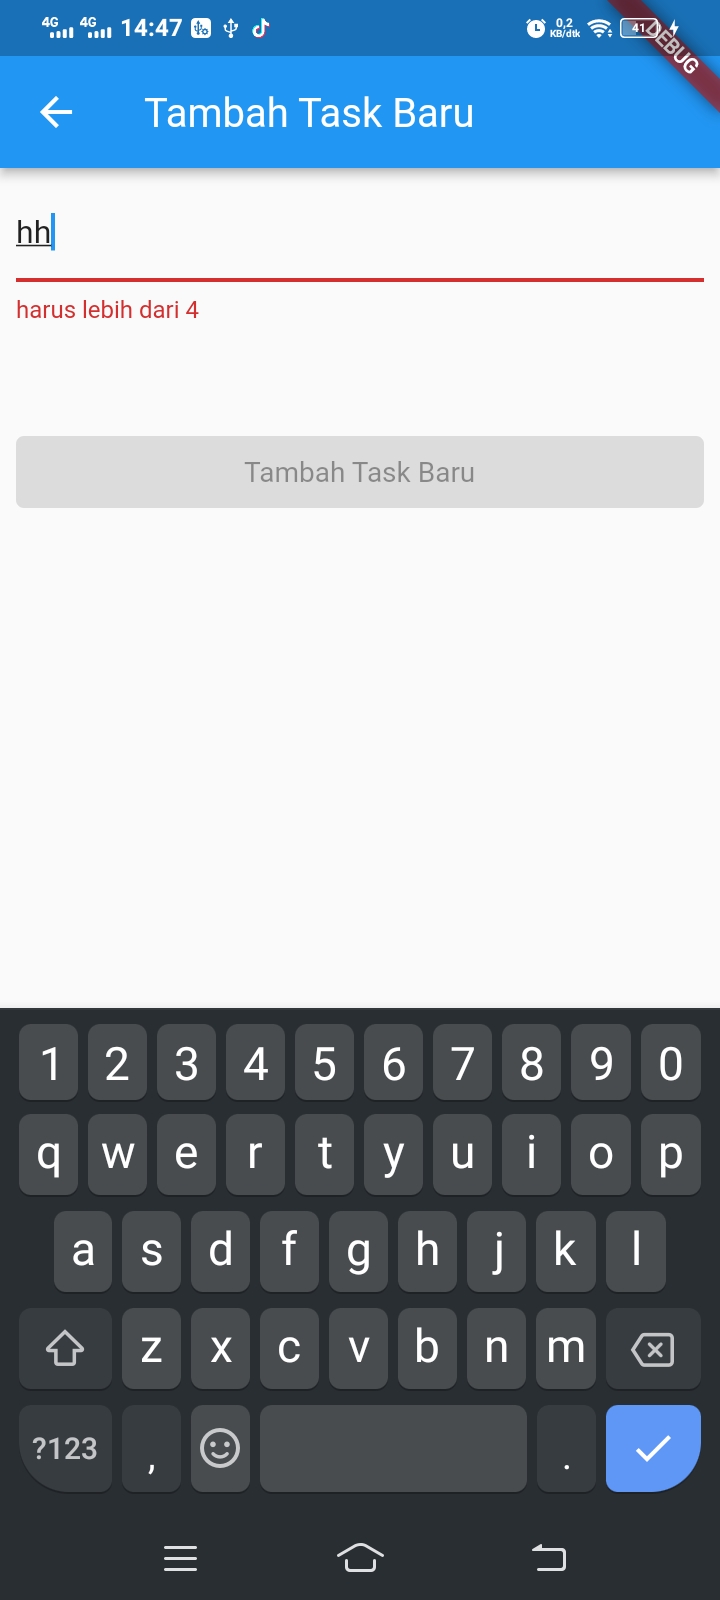 4G 4G 14:47 0,2 KB/dtk 41
DEBUG
Tambah Task Baru
hh
harus lebih dari 4
Tambah Task Baru
1 2 3 4 5 6 7 8 9 0
q w e r t y u i o p
a s d f g h j k l
z x c v b n m
?123 , .